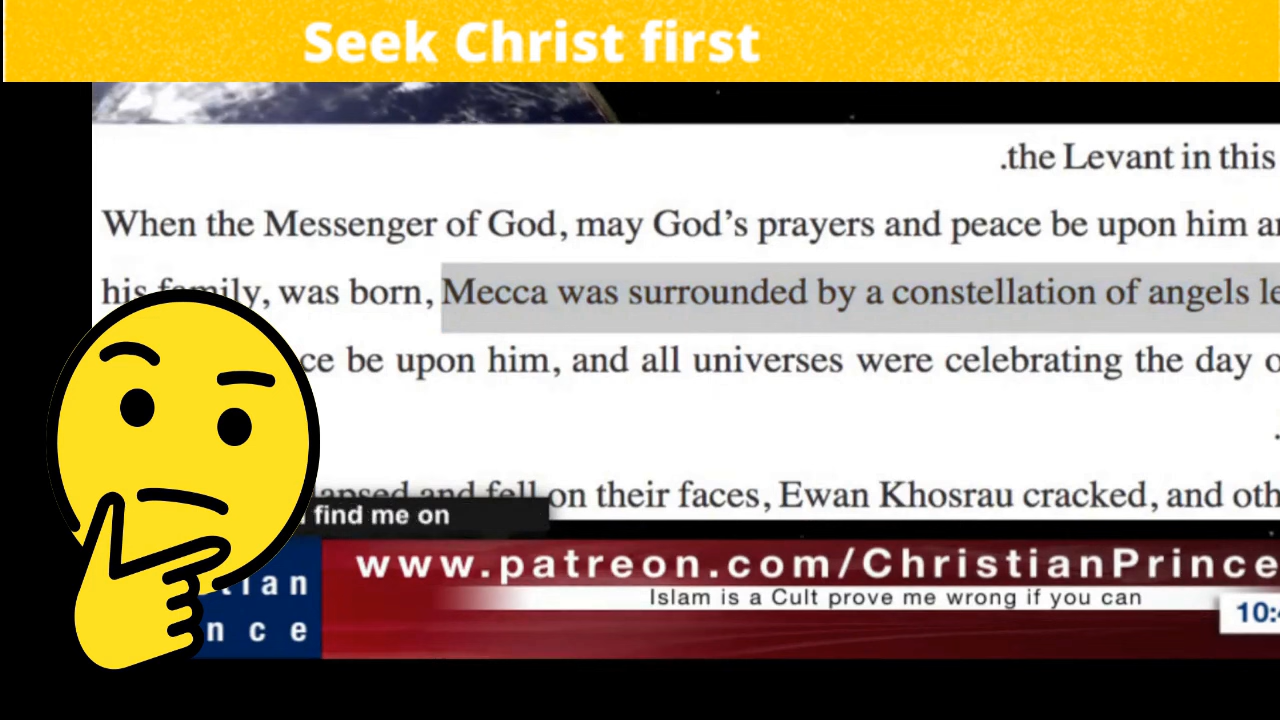 Seek Christ first
.the Levant in this
When the Messenger of God, may God's prayers and peace be upon him
his family, was born, Mecca was surrounded by a constellation of angels
be upon him, and all universes were celebrating the day
.
and fell on their faces, Ewan Khosrau cracked, and
find me on
www.patreon.com/ChristianPrince
Islam is a Cult prove me wrong if you can